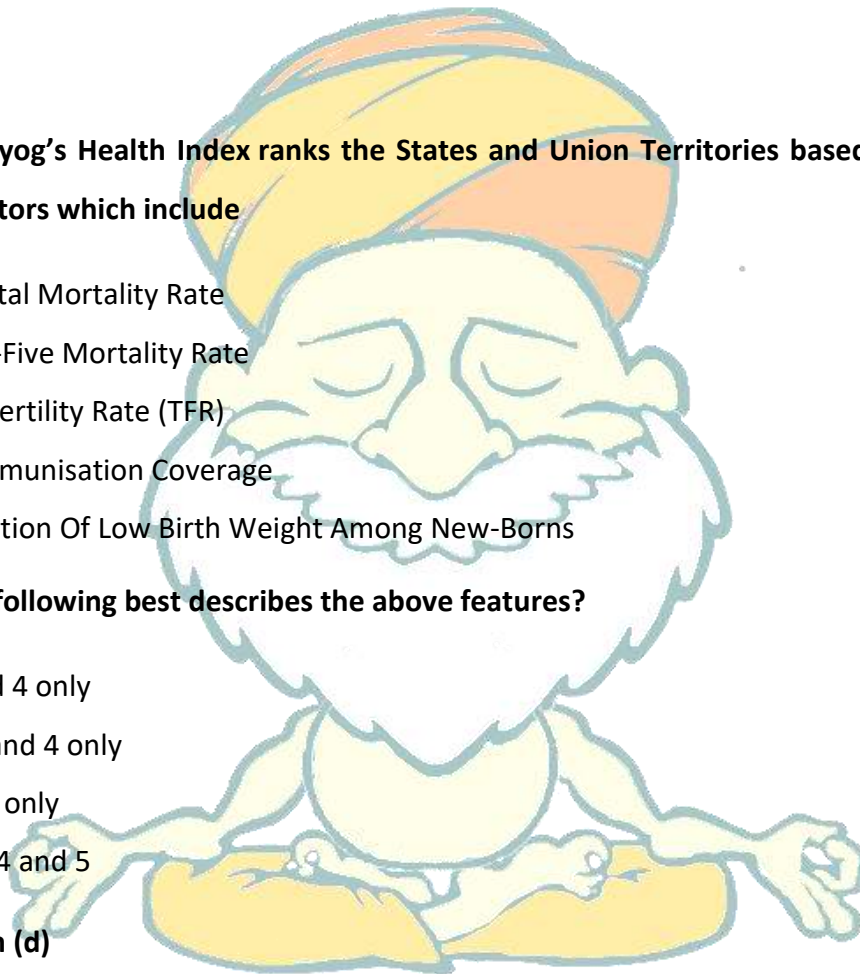 yog's Health Index ranks the States and Union Territories based
tors which include
tal Mortality Rate
-Five Mortality Rate
ertility Rate (TFR)
munisation Coverage
tion Of Low Birth Weight Among New-Borns
following best describes the above features?
d 4 only
and 4 only
only
4 and 5
n (d)